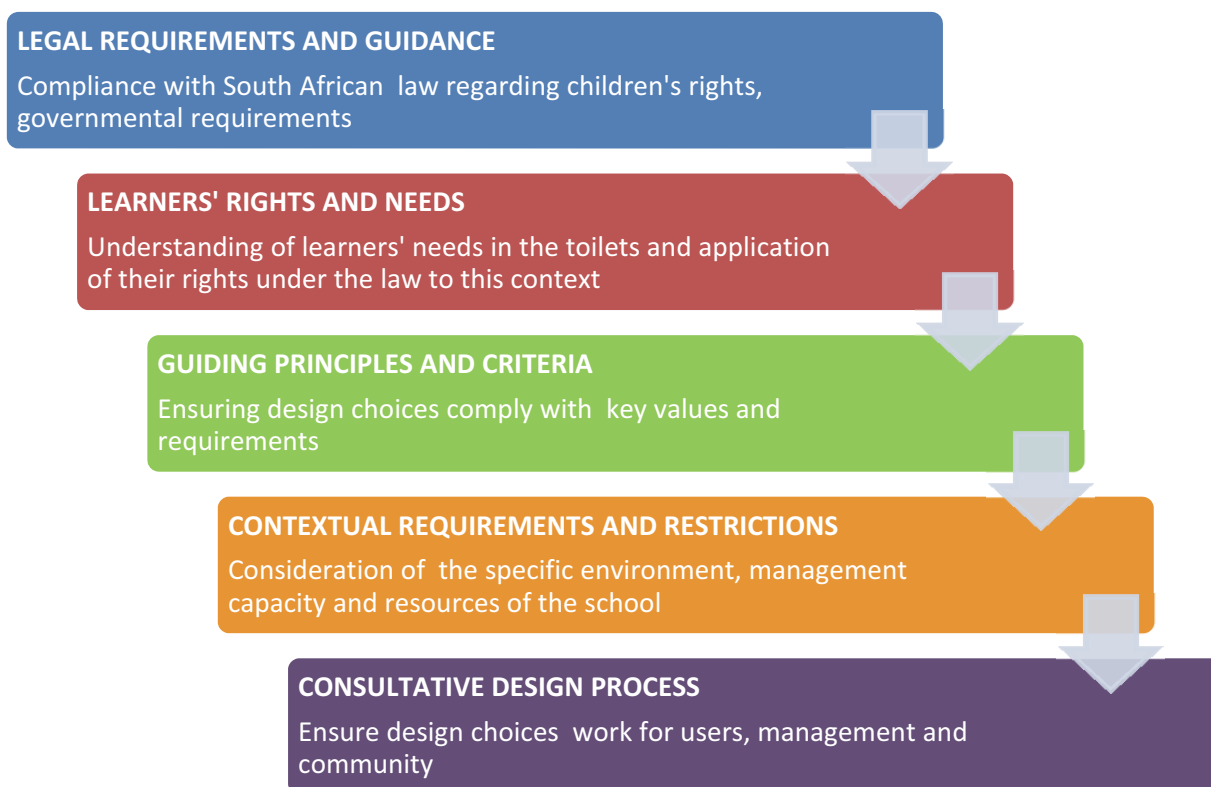 LEGAL REQUIREMENTS AND GUIDANCE
Compliance with South African  law regarding children's rights,
governmental requirements
LEARNERS' RIGHTS AND NEEDS
Understanding of learners' needs in the toilets and application
of their rights under the law to this context
GUIDING PRINCIPLES AND CRITERIA
Ensuring design choices comply with  key values and
requirements
CONTEXTUAL REQUIREMENTS AND RESTRICTIONS
Consideration of  the specific environment, management
capacity and resources of the school
CONSULTATIVE DESIGN PROCESS
Ensure design choices  work for users, management and
community